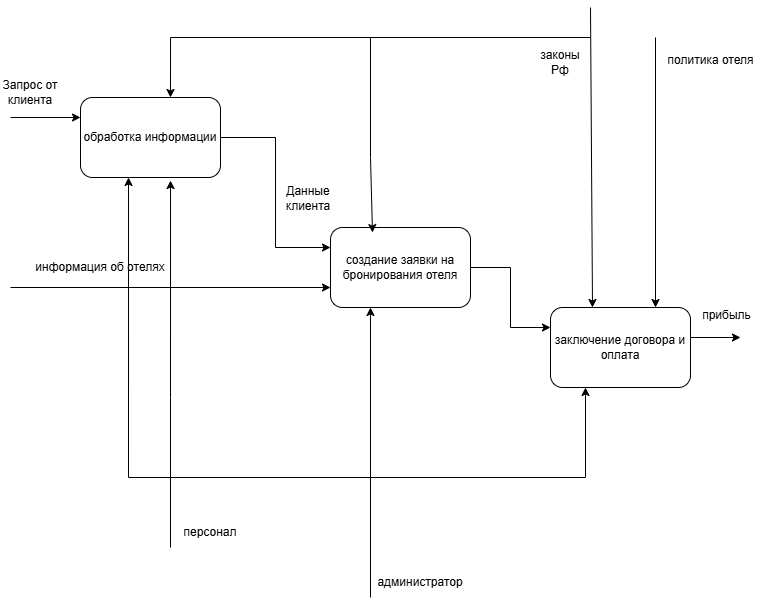 законы
Рф
политика отеля
Запрос от
клиента
обработка информации
Данные
клиента
информация об отелях
создание заявки на
бронирования отеля
прибыль
заключение договора и
оплата
персонал
администратор